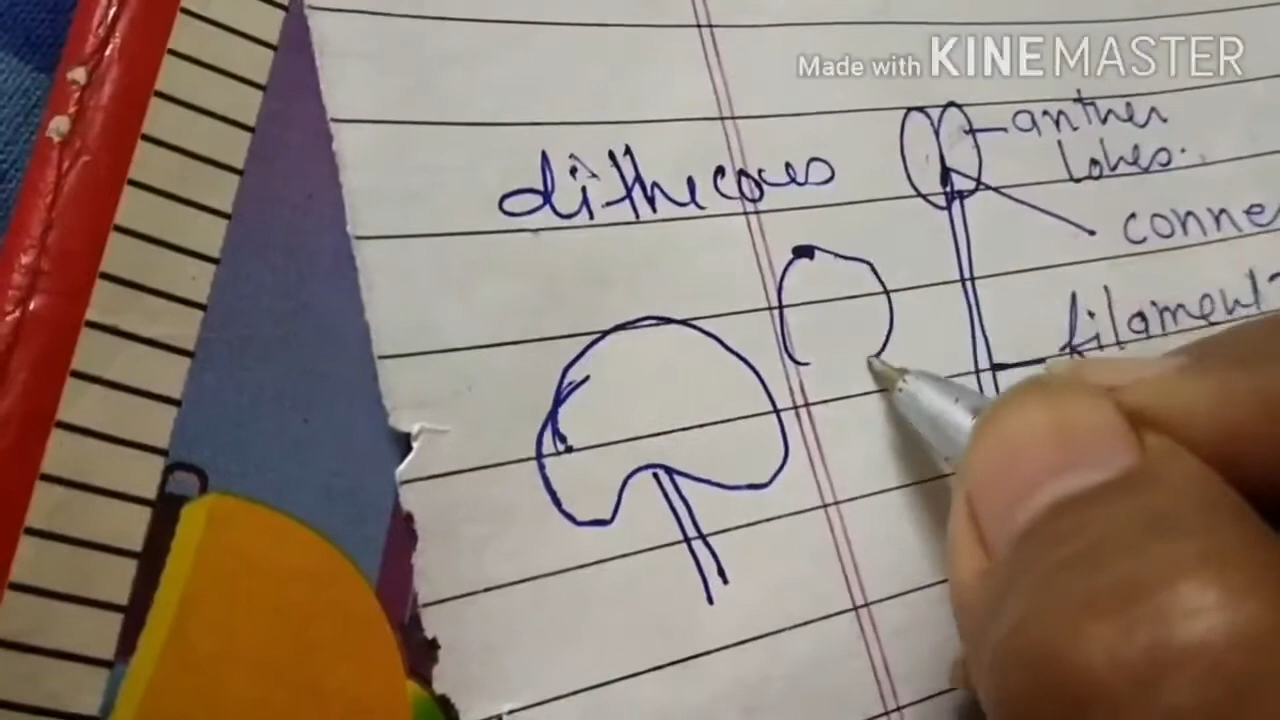 Made with KINEMASTER
anther
lobes.
dithecous
conne
filament